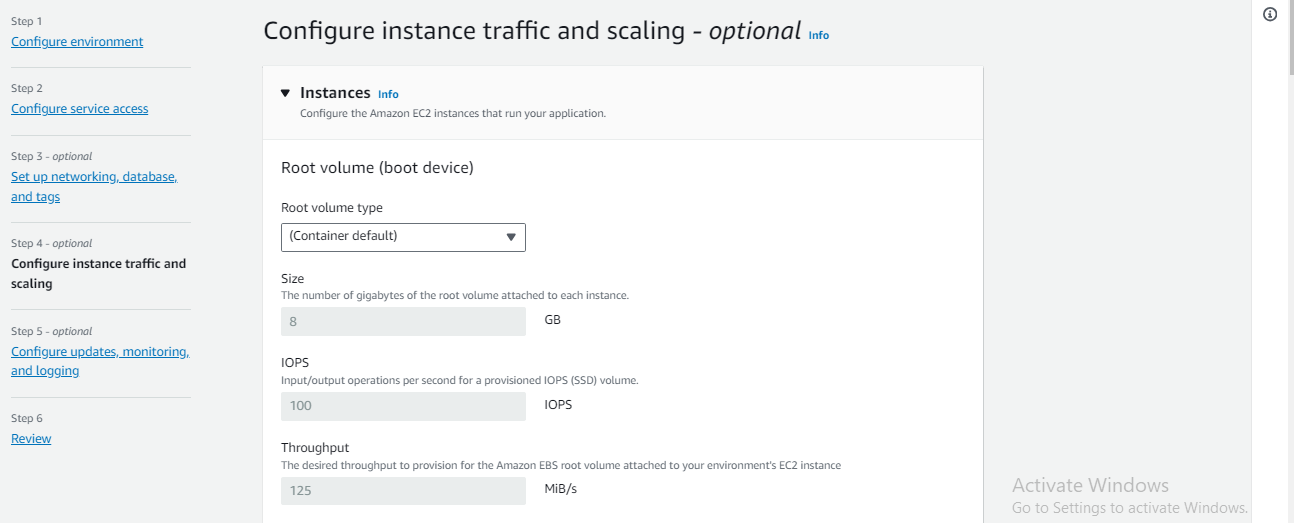 Step 1
Configure environment
Step 2
Configure service access
Step 3 - optional
Set up networking, database,
and tags
Step 4 - optional
Configure instance traffic and
scaling
Step 5 - optional
Configure updates, monitoring,
and logging
Step 6
Review
Configure instance traffic and scaling - optional Info
Instances Info
Configure the Amazon EC2 instances that run your application.
Root volume (boot device)
Root volume type
(Container default)
Size
The number of gigabytes of the root volume attached to each instance.
8 GB
IOPS
Input/output operations per second for a provisioned IOPS (SSD) volume.
100 IOPS
Throughput
The desired throughput to provision for the Amazon EBS root volume attached to your environment's EC2 instance
125 MiB/s
Activate Windows
Go to Settings to activate Windows.